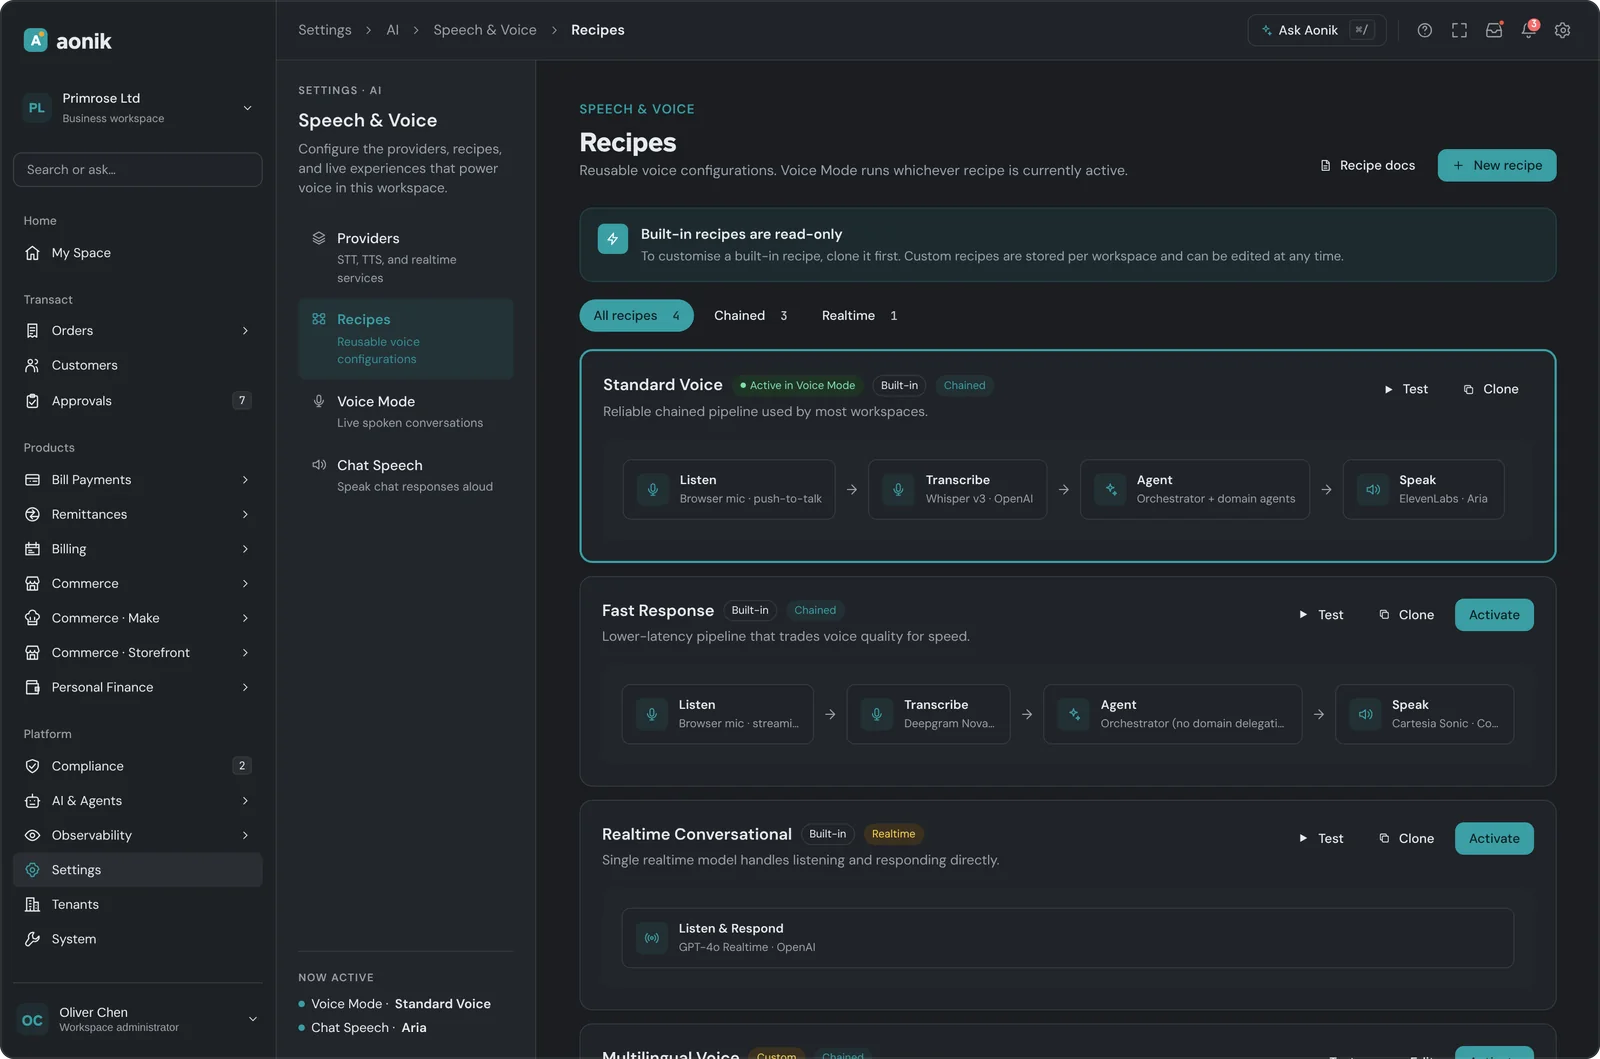 aonik
PL
Primrose Ltd
Business workspace
Search or ask...
Home
My Space
Transact
Orders
Customers
Approvals 7
Products
Bill Payments
Remittances
Billing
Commerce
Commerce · Make
Commerce · Storefront
Personal Finance
Platform
Compliance 2
AI & Agents
Observability
Settings
Tenants
System
OC
Oliver Chen
Workspace administrator
Settings > AI > Speech & Voice > Recipes
Ask Aonik ⌘/
3
SETTINGS · AI
Speech & Voice
Configure the providers, recipes,
and live experiences that power
voice in this workspace.
Providers
STT, TTS, and realtime
services
Recipes
Reusable voice
configurations
Voice Mode
Live spoken conversations
Chat Speech
Speak chat responses aloud
NOW ACTIVE
Voice Mode · Standard Voice
Chat Speech · Aria
SPEECH & VOICE
Recipes
Reusable voice configurations. Voice Mode runs whichever recipe is currently active.
Recipe docs
+ New recipe
Built-in recipes are read-only
To customise a built-in recipe, clone it first. Custom recipes are stored per workspace and can be edited at any time.
All recipes 4
Chained 3
Realtime 1
Standard Voice Active in Voice Mode Built-in Chained
Test Clone
Reliable chained pipeline used by most workspaces.
Listen
Browser mic · push-to-talk
Transcribe
Whisper v3 · OpenAI
Agent
Orchestrator + domain agents
Speak
ElevenLabs · Aria
Fast Response Built-in Chained
Test Clone Activate
Lower-latency pipeline that trades voice quality for speed.
Listen
Browser mic · streami...
Transcribe
Deepgram Nova...
Agent
Orchestrator (no domain delegati...
Speak
Cartesia Sonic · Co...
Realtime Conversational Built-in Realtime
Test Clone Activate
Single realtime model handles listening and responding directly.
Listen & Respond
GPT-4o Realtime · OpenAI
Multilingual Voice Custom Chained